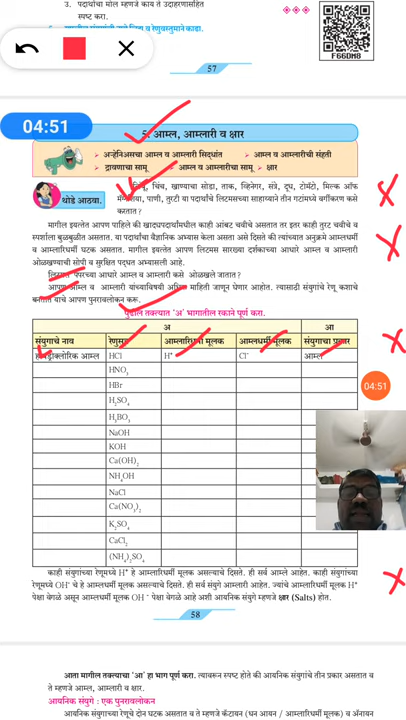 3. पदार्थाचा मोल म्हणजे काय ते उदाहरणासहित
स्पष्ट करा.
काढा.
F66DM8
57
04:51
5. आम्ल, आम्लारी व क्षार
➢ अऱ्हेनिअसचा आम्ल व आम्लारी सिद्धांत ➢ आम्ल व आम्लारीची संहती
➢ द्रावणाचा सामू ➢ आम्ल व आम्लारीचा सामू ➢ क्षार
थोडे आठवा.
चिंच, खाण्याचा सोडा, ताक, व्हिनेगर, संत्रे, दूध, टोमॅटो, मिल्क ऑफ
पाणी, तुरटी या पदार्थांचे लिटमसच्या साहाय्याने तीन गटांमध्ये वर्गीकरण कसे
करताल ?
मागील इयत्तेत आपण पाहिले की खाद्यपदार्थांमधील काही आंबट चवीचे असतात तर इतर काही तुरट चवीचे व
स्पर्शाला बुळबुळीत असतात. या पदार्थांचा वैज्ञानिक अभ्यास केला असता असे दिसते की त्यांच्यात अनुक्रमे आम्लधर्मी
व आम्लारिधर्मी घटक असतात. मागील इयत्तेत आपण लिटमस सारख्या दर्शकाच्या आधारे आम्ल व आम्लारी
ओळखण्याची सोपी व सुरक्षित पद्धत अभ्यासली आहे.
लिटमस पेपरच्या आधारे आम्ल व आम्लारी कसे ओळखले जातात ?
आपण आम्ल व आम्लारी यांच्याविषयी अधिक माहिती जाणून घेणार आहोत. त्यासाठी संयुगांचे रेणू कशाचे
बनतात याचे आपण पुनरावलोकन करू.
पुढील तक्त्यात 'अ' भागातील रकाने पूर्ण करा.
अ आ
संयुगाचे नाव रेणुसूत्र आम्लारिधर्मी मूलक आम्लधर्मी मूलक संयुगाचा प्रकार
हायड्रोक्लोरिक आम्ल HCl H⁺ Cl⁻ आम्ल
HNO₃
HBr
H₂SO₄
H₃BO₃
NaOH
KOH
Ca(OH)₂
NH₄OH
NaCl
Ca(NO₃)₂
K₂SO₄
CaCl₂
(NH₄)₂SO₄
04:51
काही संयुगांच्या रेणूमध्ये H⁺ हे आम्लारिधर्मी मूलक असल्याचे दिसते. ही सर्व आम्ले आहेत. काही संयुगांच्या
रेणूमध्ये OH⁻ चे हे आम्लधर्मी मूलक असल्याचे दिसते. ही सर्व संयुगे आम्लारी आहेत. ज्यांचे आम्लारिधर्मी मूलक H⁺
पेक्षा वेगळे असून आम्लधर्मी मूलक OH⁻ पेक्षा वेगळे आहे अशी आयनिक संयुगे म्हणजे क्षार (Salts) होत.
58
आता मागील तक्त्याचा 'आ' हा भाग पूर्ण करा. त्यावरून स्पष्ट होते की आयनिक संयुगांचे तीन प्रकार असतात व
ते म्हणजे आम्ल, आम्लारी व क्षार.
आयनिक संयुगे : एक पुनरावलोकन
आयनिक संयुगाच्या रेणूचे दोन घटक असतात व ते म्हणजे कॅटायन (धन आयन / आम्लारिधर्मी मूलक) व ॲनायन